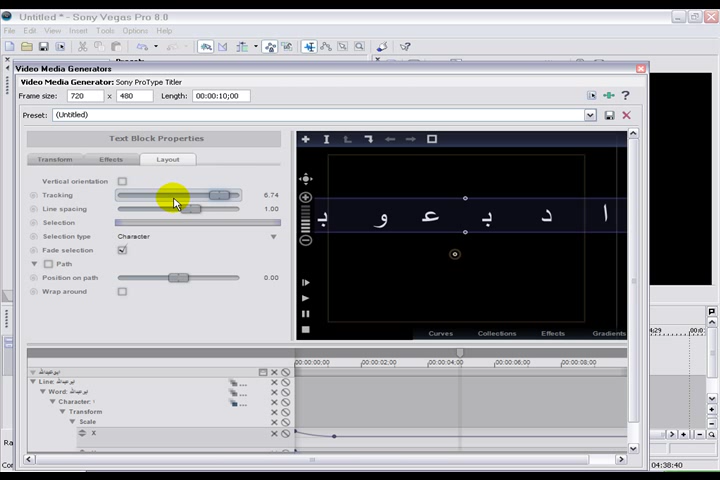 Untitled * - Sony Vegas Pro 8.0
File Edit View Insert Tools Options Help
Video Media Generators
Video Media Generator: Sony ProType Titler
Frame size: 720 x 480 Length: 00:00:10;00
Preset: (Untitled)
Text Block Properties
Transform Effects Layout
Vertical orientation
Tracking 6.74
Line spacing 1.00
Selection
Selection type Character
Fade selection
Path
Position on path 0.00
Wrap around
ا د ب ع و ب
Curves Collections Effects Gradients
00:00:00;00 00:00:02;00 00:00:04;00 00:00:06;00 00:00:08;00
Line:
Word:
Character:
Transform
Scale
X
04:38:40